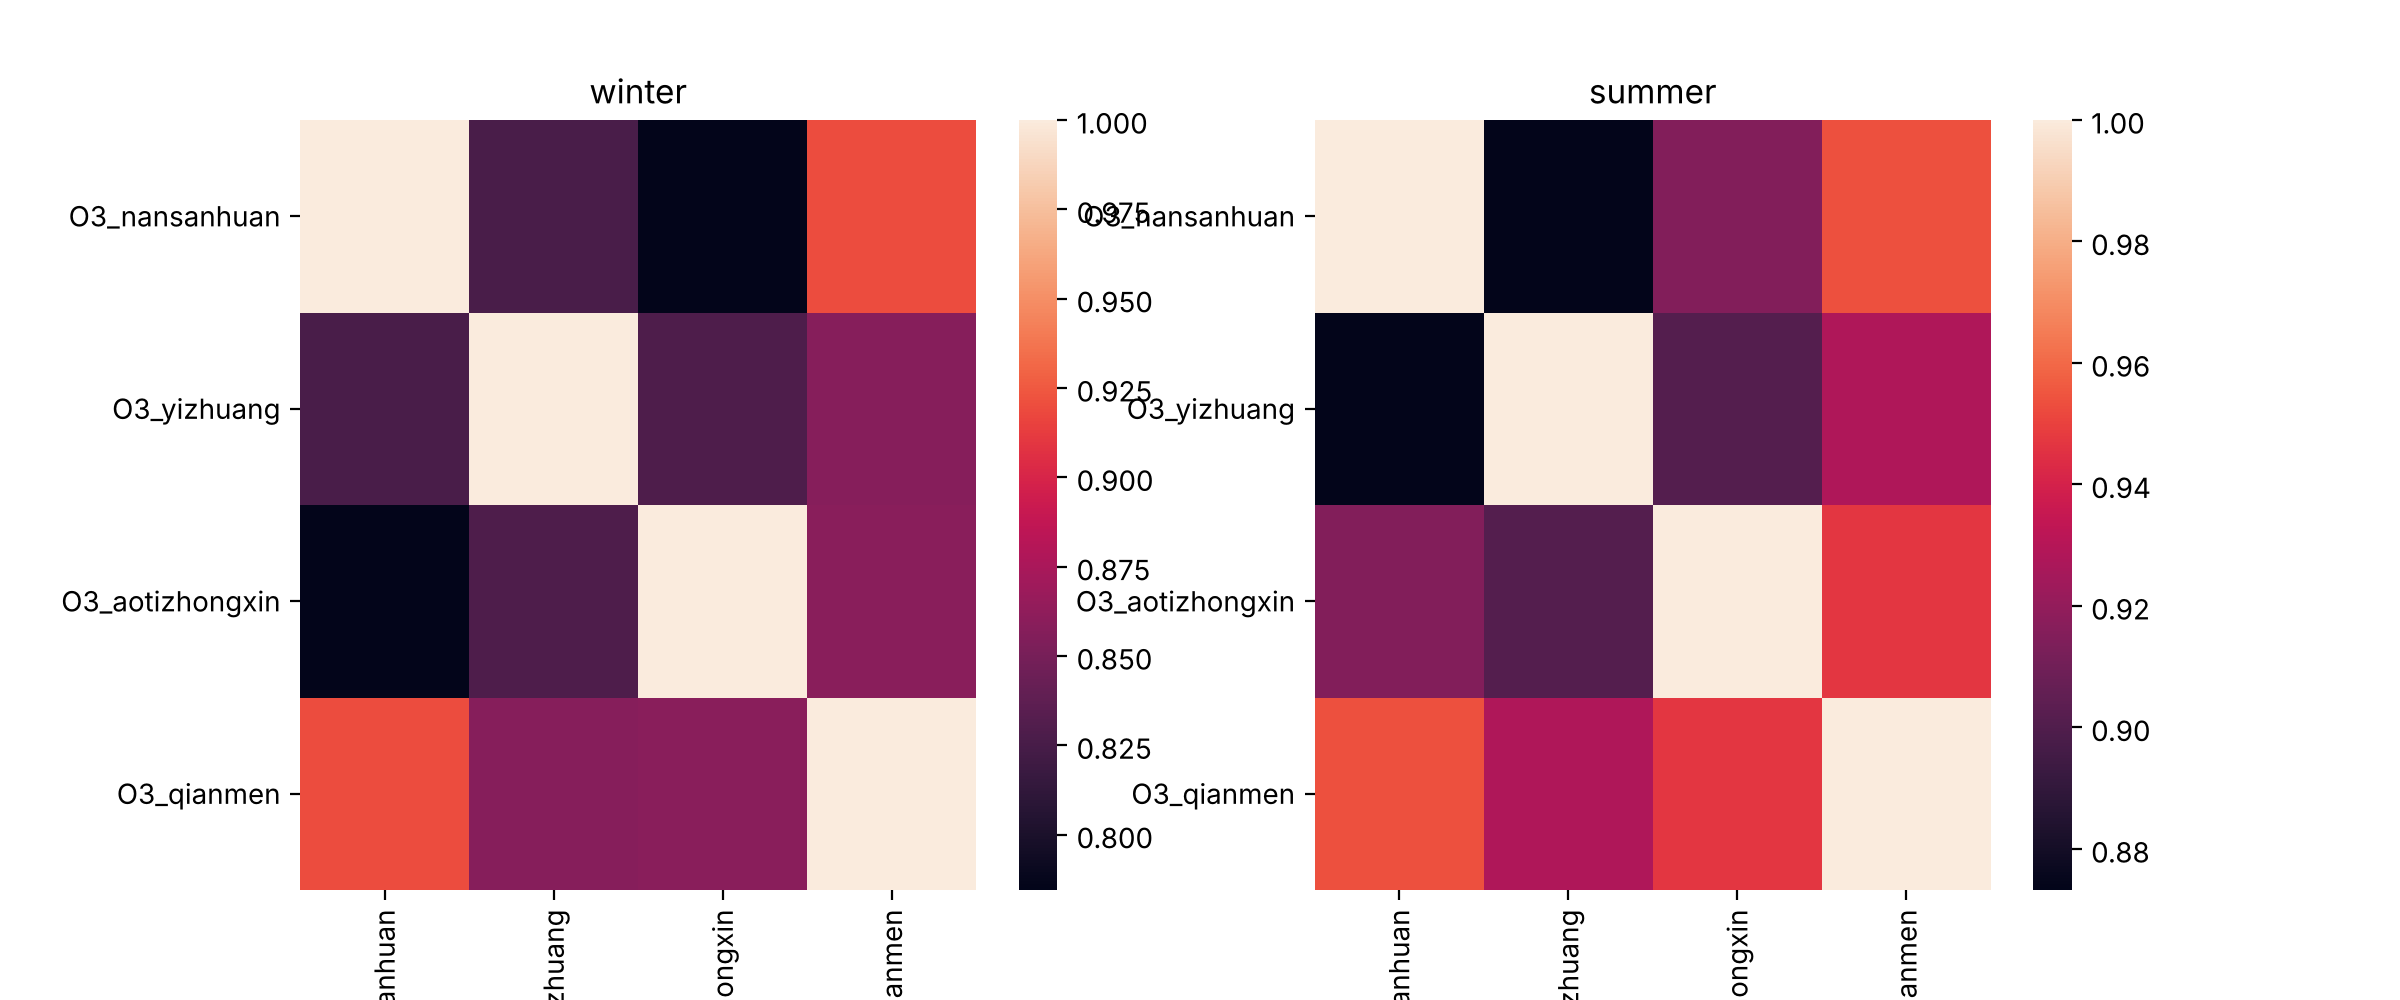 winter
O3_nansanhuan
O3_yizhuang
O3_aotizhongxin
O3_qianmen
anhuan
zhuang
ongxin
anmen
1.000
0.975
0.950
0.925
0.900
0.875
0.850
0.825
0.800
summer
O3_nansanhuan
O3_yizhuang
O3_aotizhongxin
O3_qianmen
anhuan
zhuang
ongxin
anmen
1.00
0.98
0.96
0.94
0.92
0.90
0.88